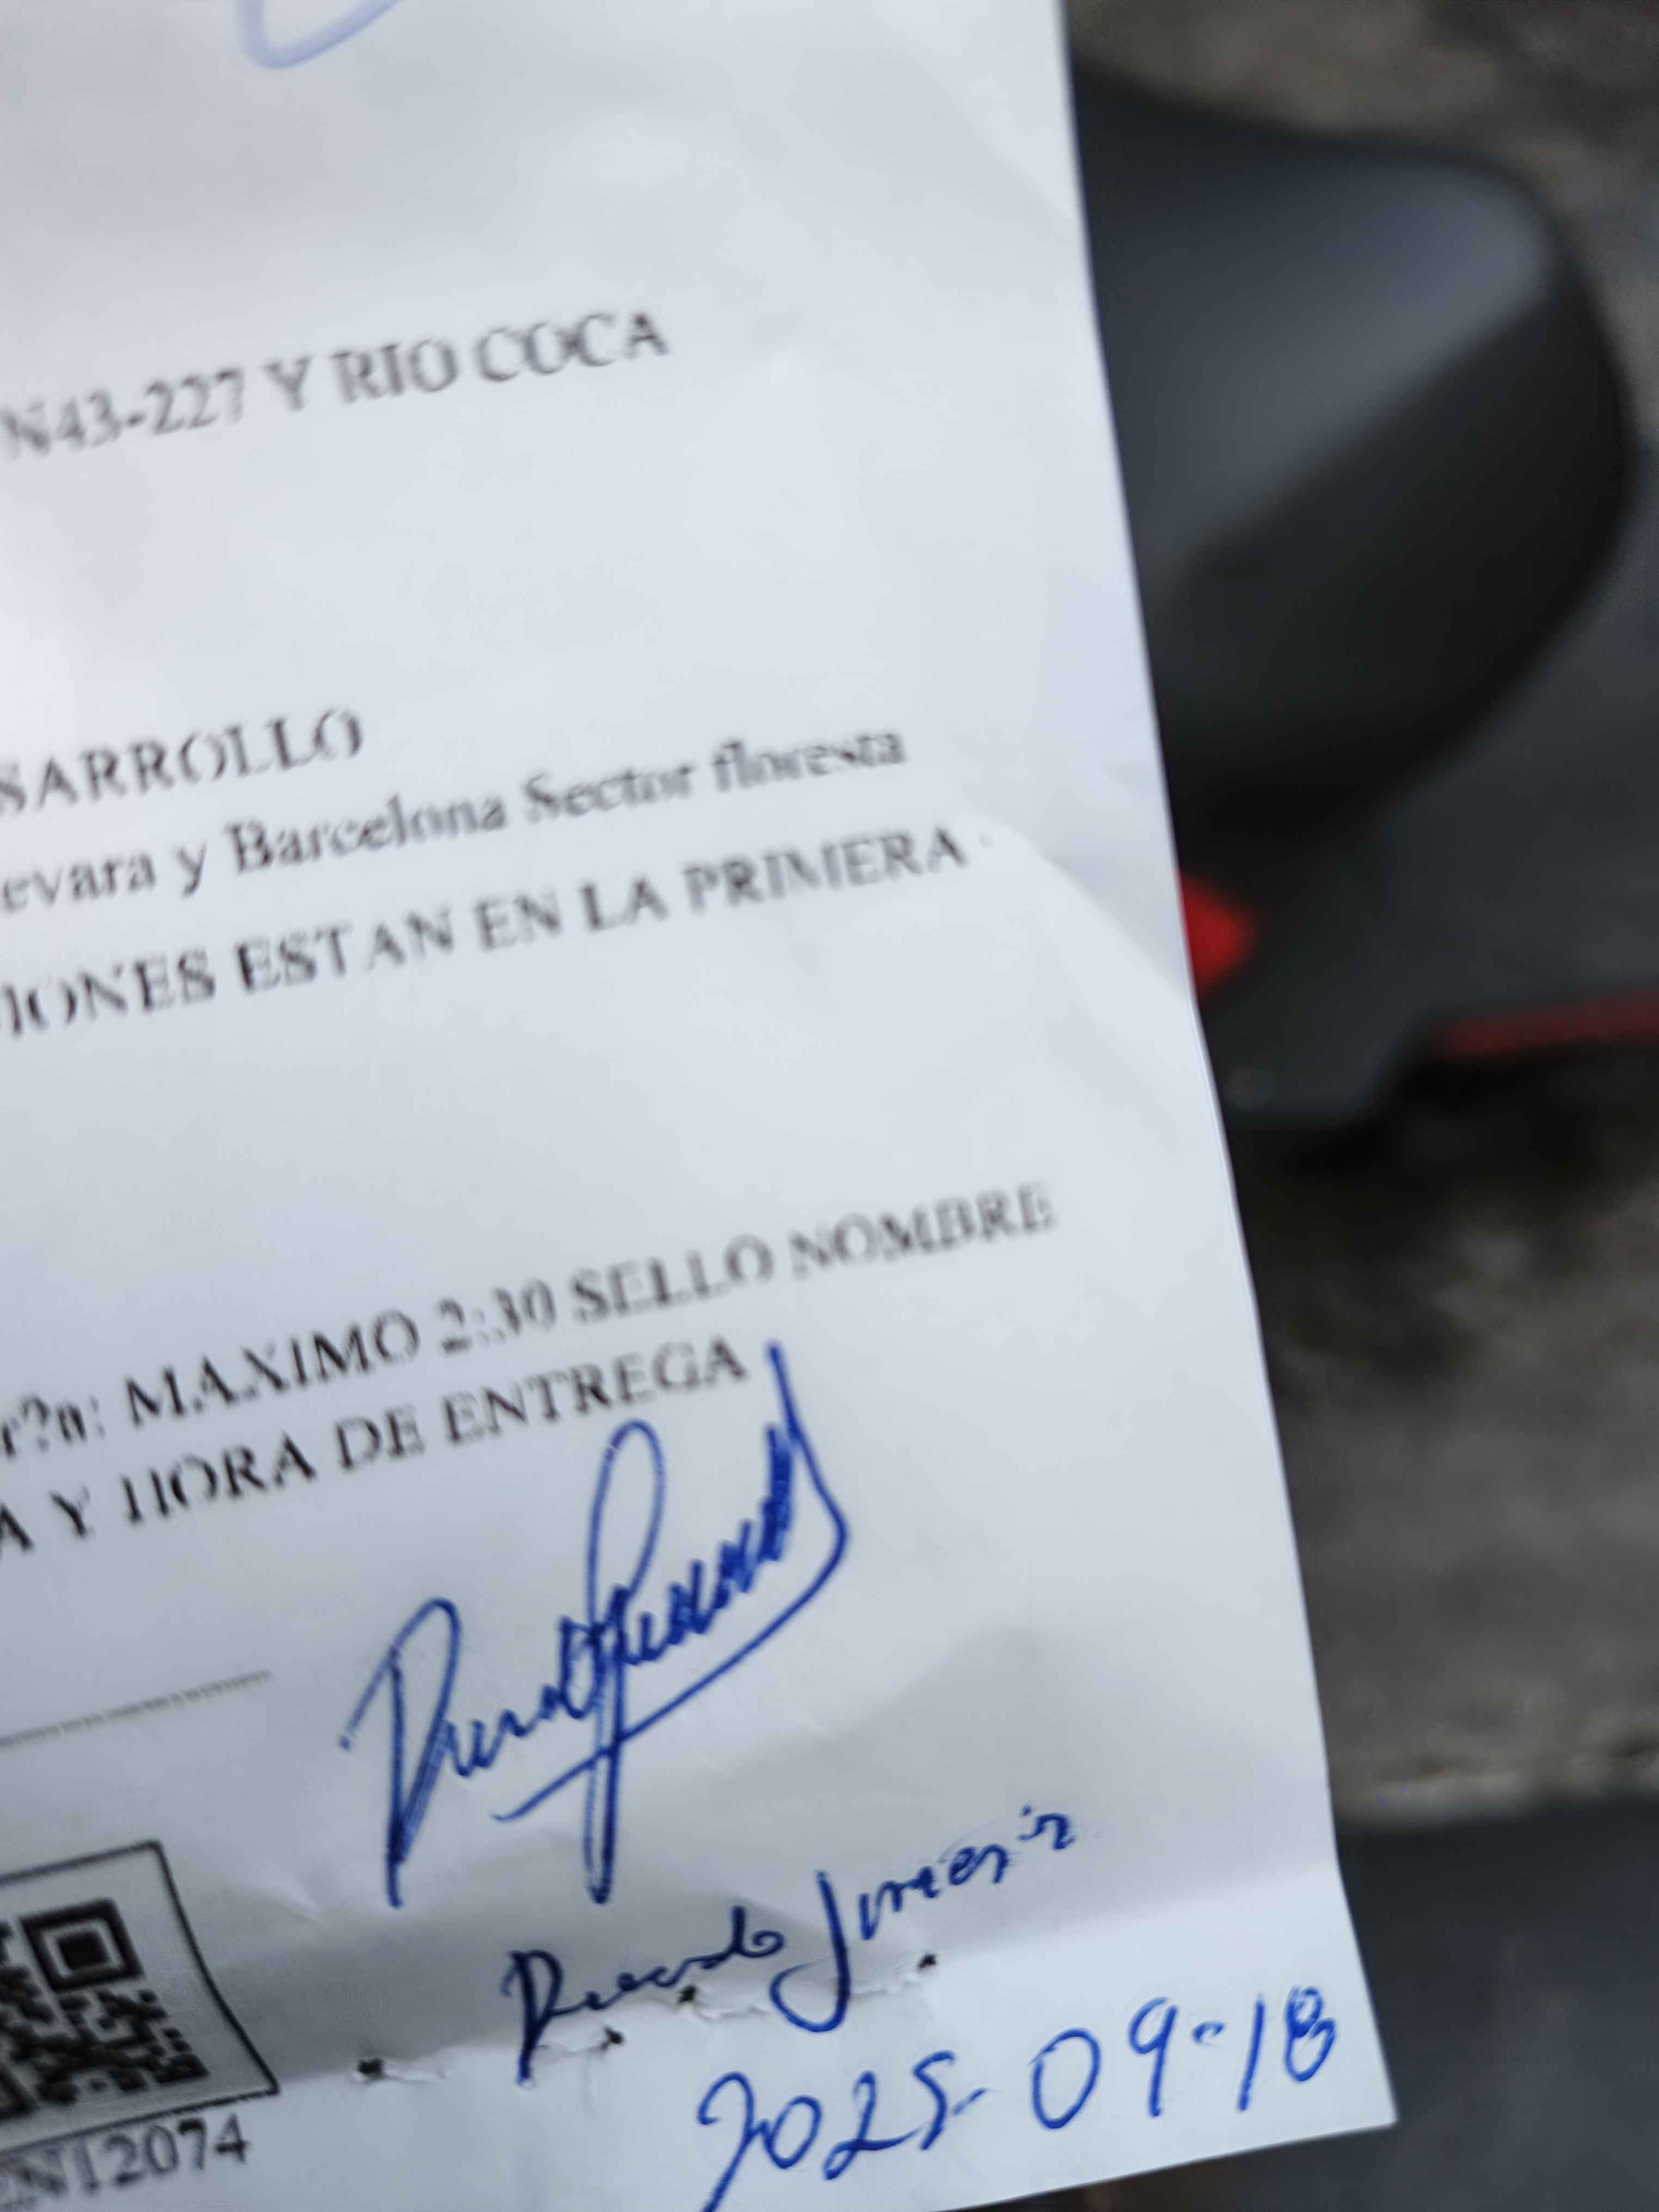 N43-227 Y RIO COCA
SARROLLO
evara y Barcelona Sector floresta
IONES ESTAN EN LA PRIMERA
r?n: MAXIMO 2:30 SELLO NOMBRE
A Y HORA DE ENTREGA
Jimenez
2025-09-18
N12074